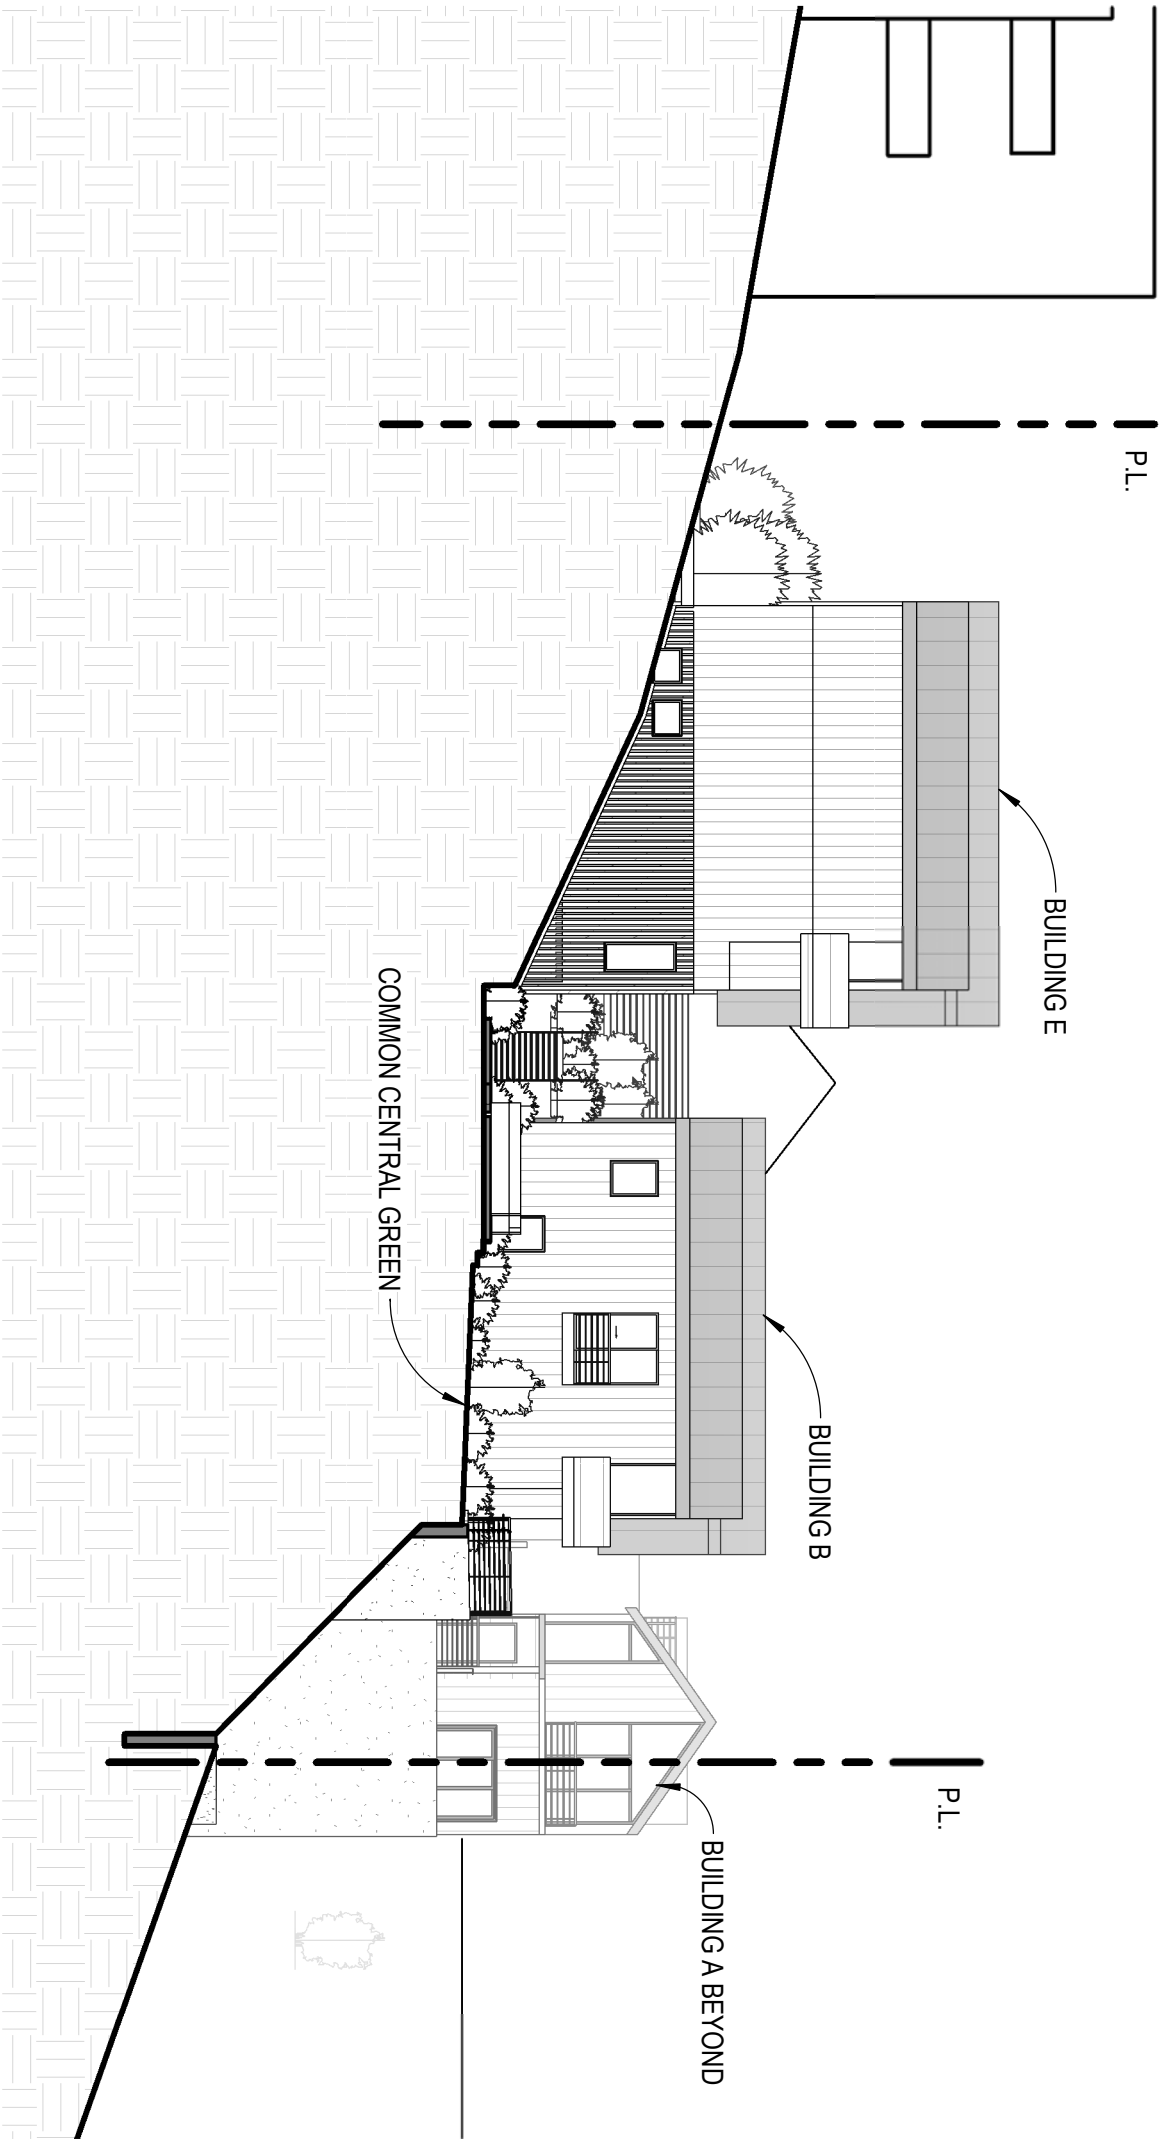 P.L.
BUILDING E
COMMON CENTRAL GREEN
BUILDING B
P.L.
BUILDING A BEYOND